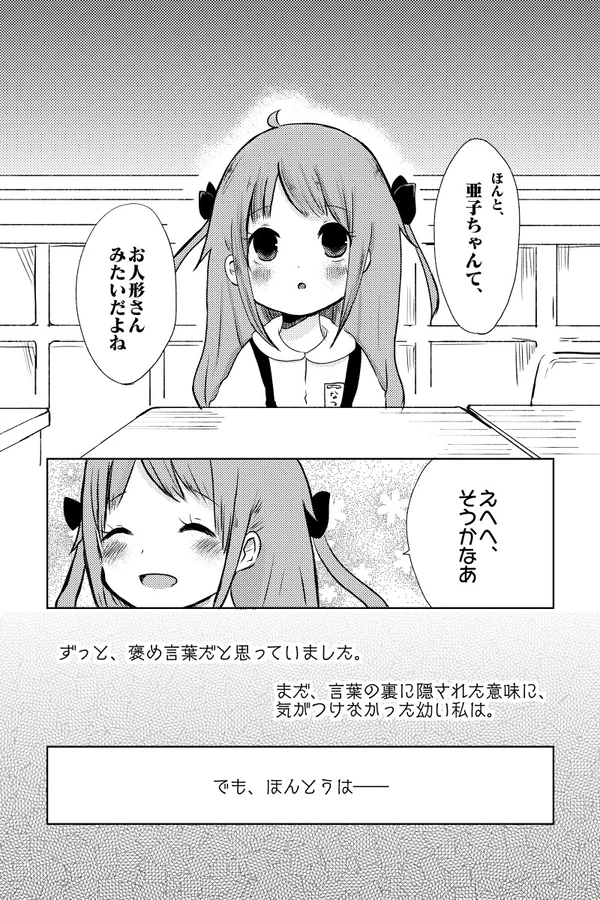 ほんと、
亜子ちゃんて、
お人形さん
みたいだよね
なつ
えへへ、
そうかなあ
ずっと、褒め言葉だと思っていました。
まだ、言葉の裏に隠された意味に、
気がつけなかった幼い私は。
でも、ほんとうは――